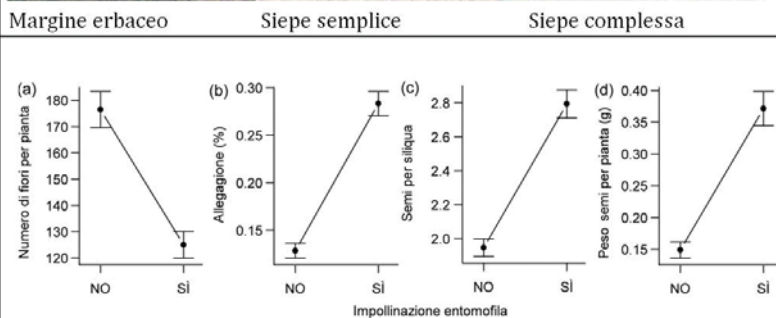 Margine erbaceo Siepe semplice Siepe complessa
(a) (b) (c) (d)
Numero di fiori per pianta
180
170
160
150
140
130
120
NO SÌ
Allegagione (%)
0.30
0.25
0.20
0.15
NO SÌ
Semi per siliqua
2.8
2.6
2.4
2.2
2.0
NO SÌ
Peso semi per pianta (g)
0.40
0.35
0.30
0.25
0.20
0.15
NO SÌ
Impollinazione entomofila